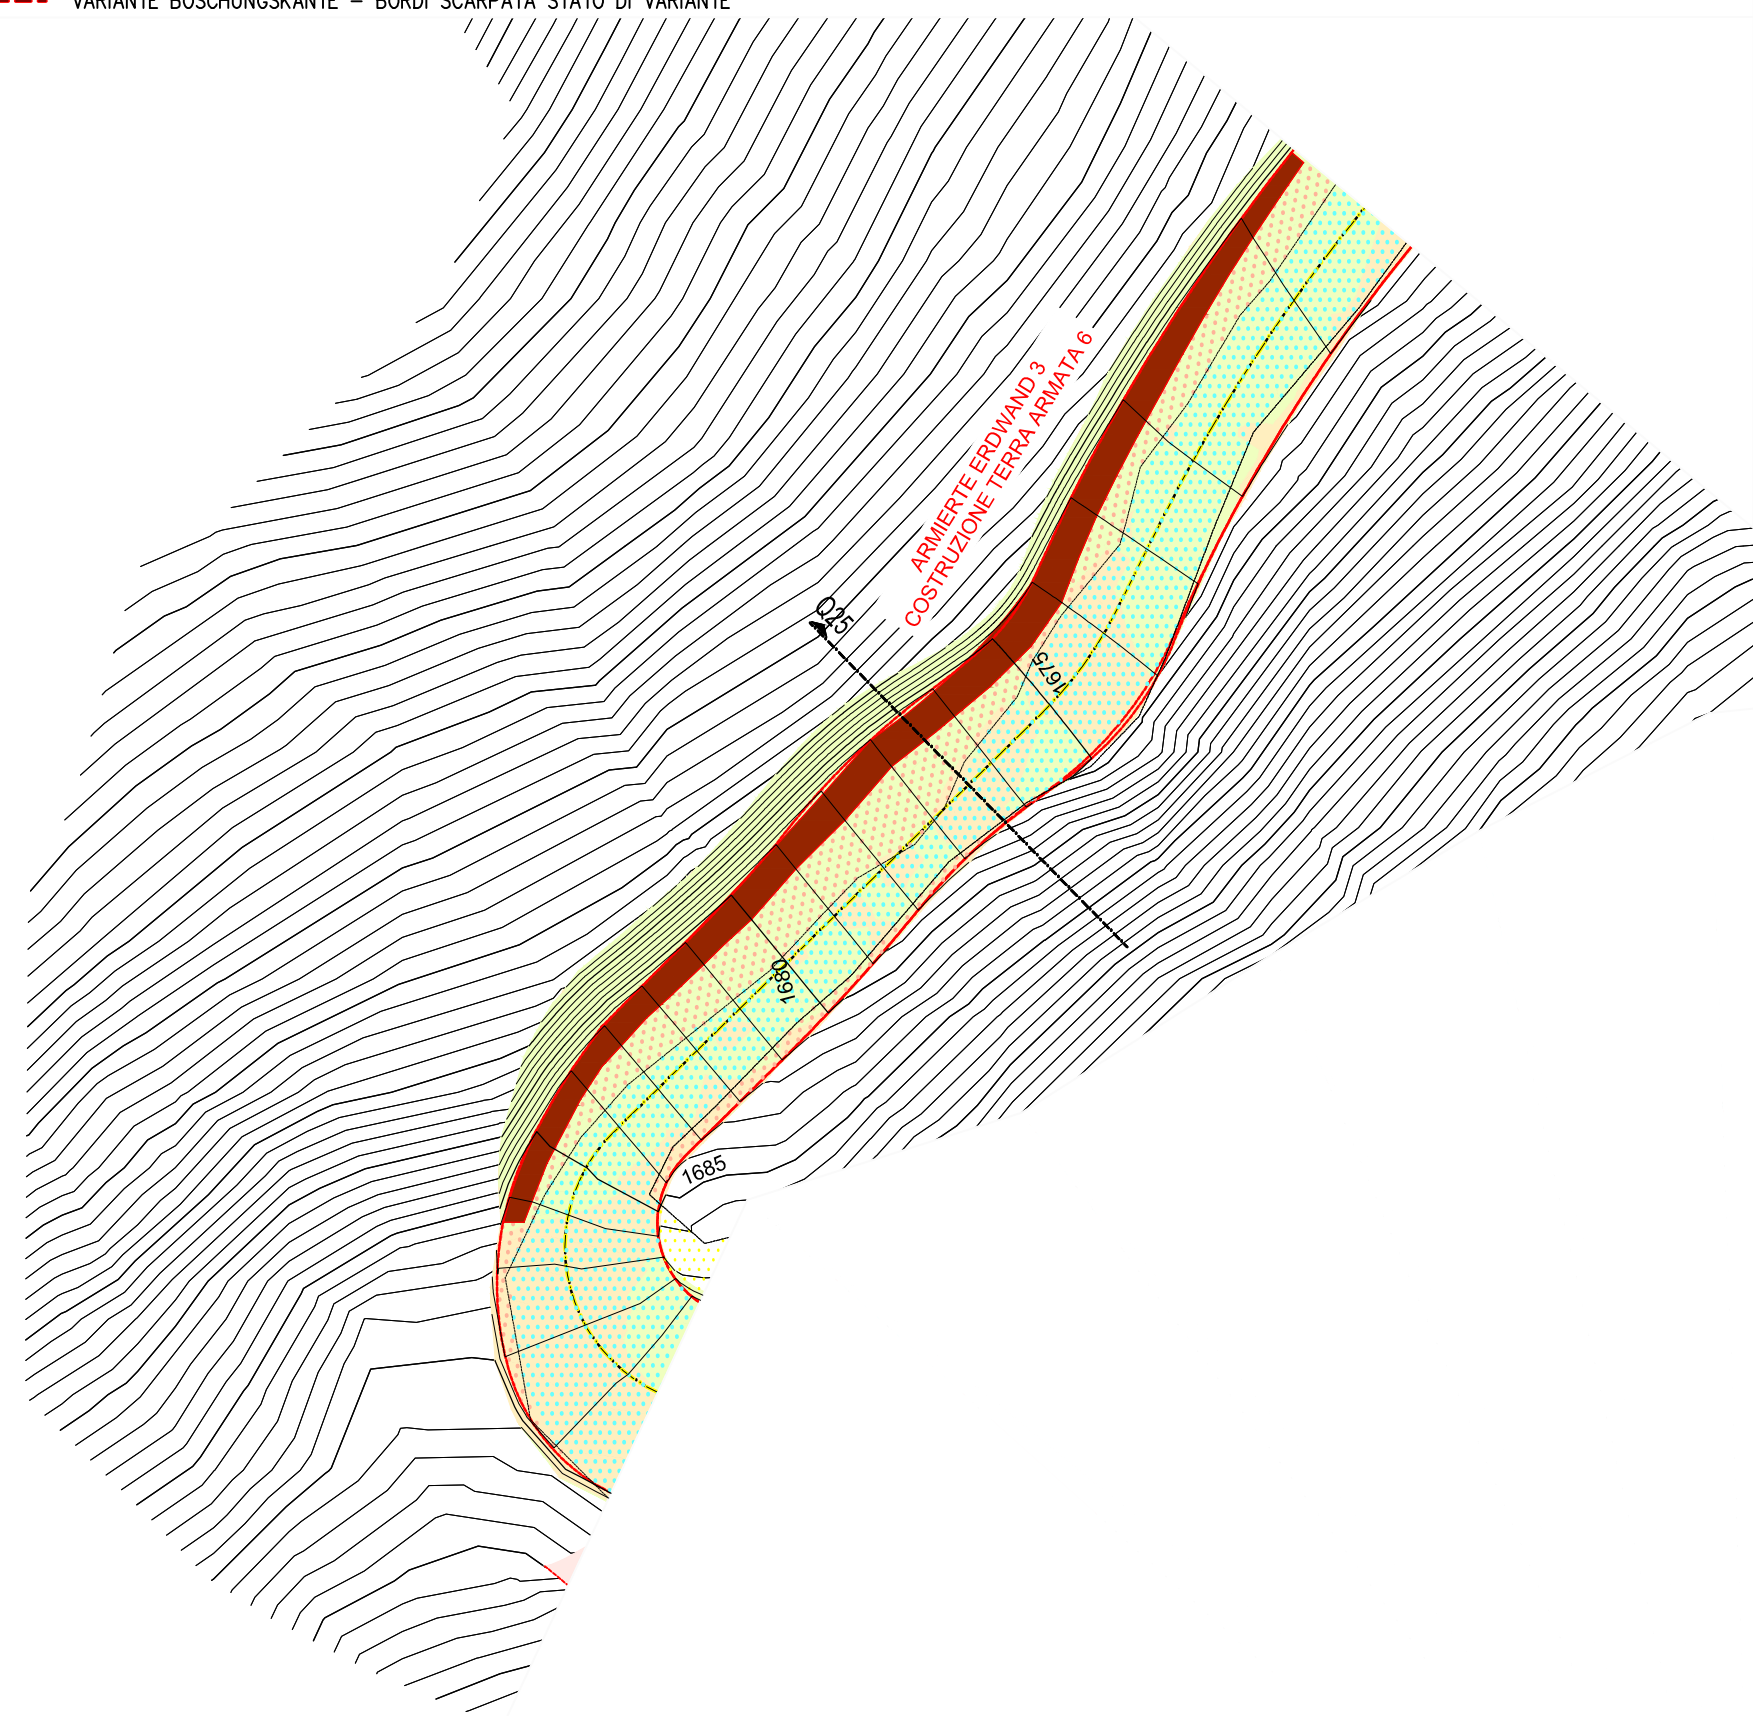 VARIANTE BÖSCHUNGSKANTE – BORDI SCARPATA STATO DI VARIANTE
ARMIERTE ERDWAND 3
COSTRUZIONE TERRA ARMATA 6
Q25
1675
1680
1685